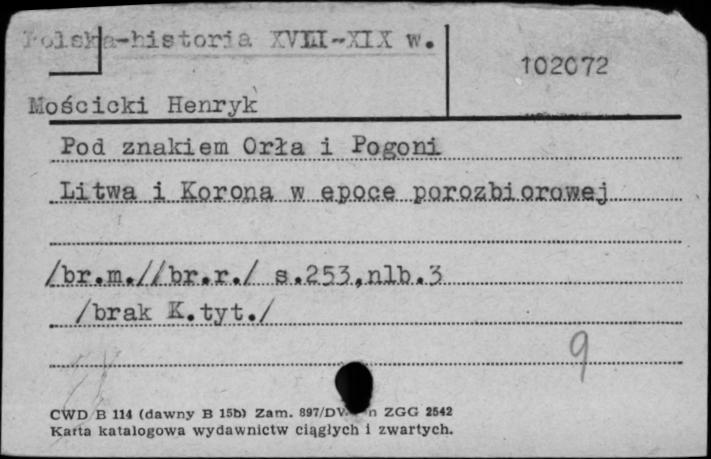 Polska-historia XVIII-XIX w.
102072
Mościcki Henryk
Pod znakiem Orła i Pogoni
Litwa i Korona w epoce porozbiorowej
/br.m.//br.r./ s.253,nlb.3
/brak K.tyt./
9
CWD B 114 (dawny B 15b) Zam. 897/DV n ZGG 2542
Karta katalogowa wydawnictw ciągłych i zwartych.